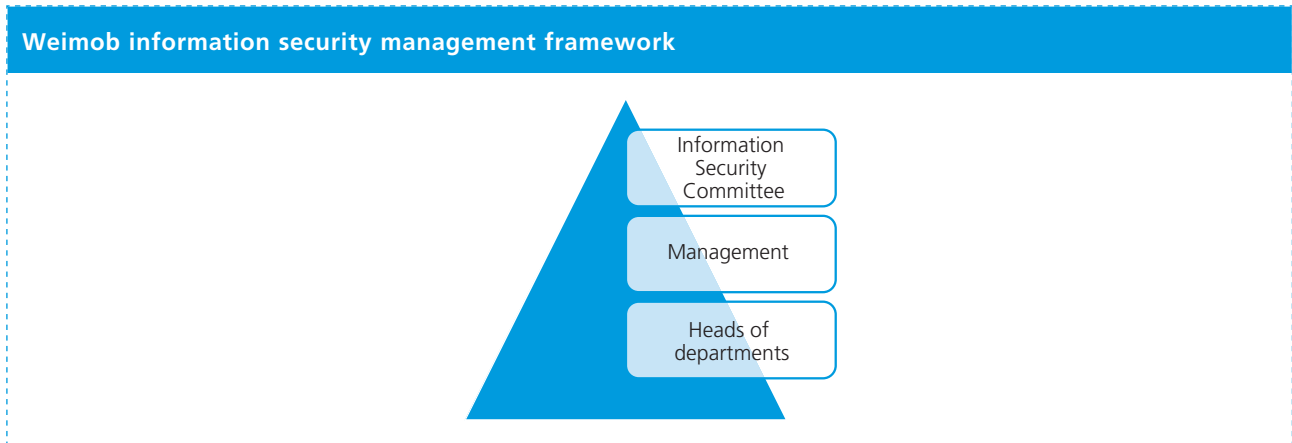 Weimob information security management framework
Information
Security
Committee
Management
Heads of
departments